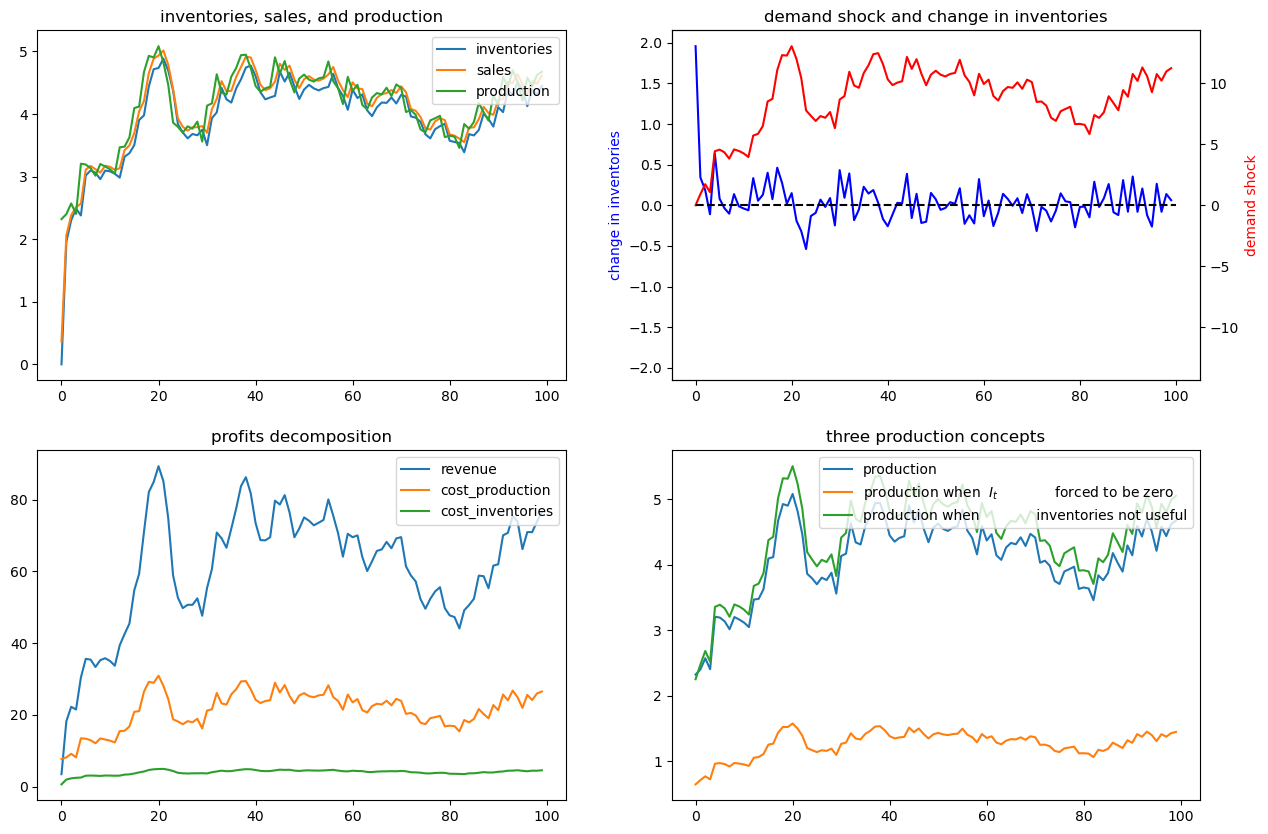 inventories, sales, and production
5
4
3
2
1
0
inventories
sales
production
0 20 40 60 80 100
demand shock and change in inventories
change in inventories
2.0
1.5
1.0
0.5
0.0
−0.5
−1.0
−1.5
−2.0
10
5
0
−5
−10
demand shock
0 20 40 60 80 100
profits decomposition
80
60
40
20
0
revenue
cost_production
cost_inventories
0 20 40 60 80 100
three production concepts
5
4
3
2
1
production
production when I_t forced to be zero
production when inventories not useful
0 20 40 60 80 100